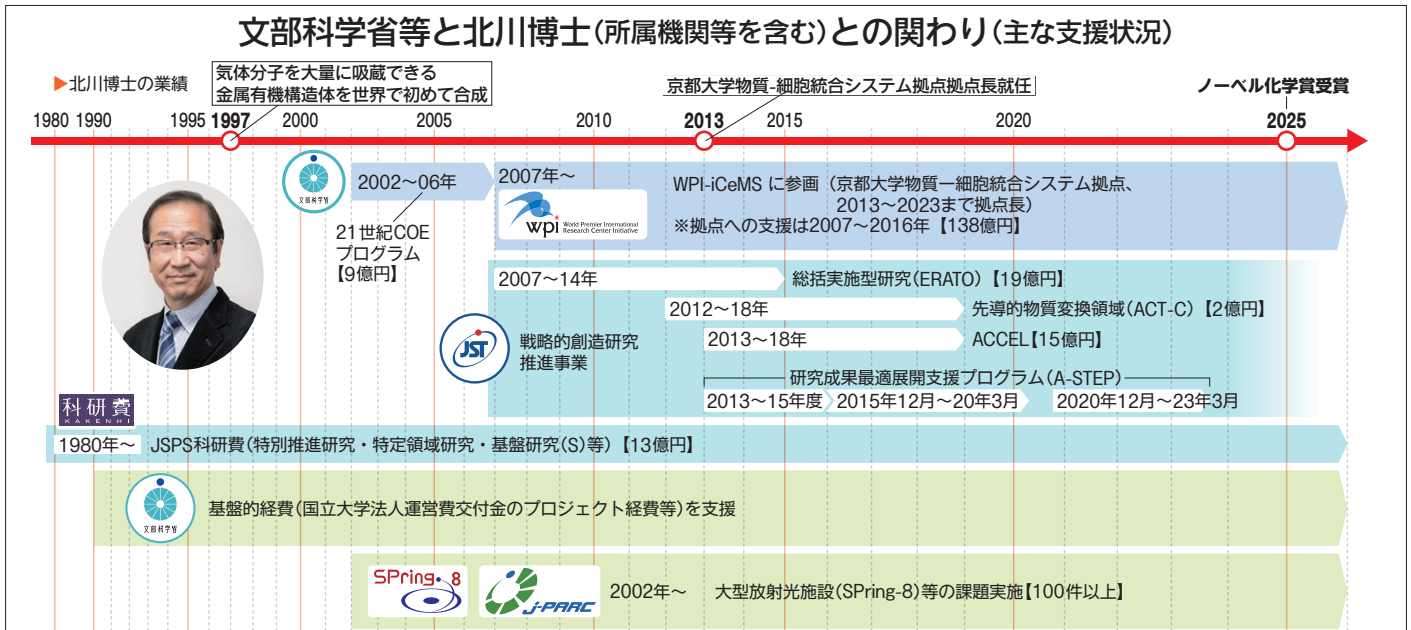 文部科学省等と北川博士(所属機関等を含む)との関わり(主な支援状況)
▶北川博士の業績
気体分子を大量に吸蔵できる
金属有機構造体を世界で初めて合成
京都大学物質-細胞統合システム拠点拠点長就任
ノーベル化学賞受賞
1980 1990 1995 1997 2000 2005 2010 2013 2015 2020 2025
文部科学省
2002〜06年
21世紀COE
プログラム
【9億円】
2007年〜
wpi World Premier International
Research Center Initiative
WPI-iCeMS に参画(京都大学物質ー細胞統合システム拠点、
2013〜2023まで拠点長)
※拠点への支援は2007〜2016年【138億円】
JST
戦略的創造研究
推進事業
2007〜14年 総括実施型研究(ERATO)【19億円】
2012〜18年 先導的物質変換領域(ACT-C)【2億円】
2013〜18年 ACCEL【15億円】
研究成果最適展開支援プログラム(A-STEP)
2013〜15年度 2015年12月〜20年3月 2020年12月〜23年3月
科研費
KAKENHI
1980年〜 JSPS科研費(特別推進研究・特定領域研究・基盤研究(S)等)【13億円】
文部科学省
基盤的経費(国立大学法人運営費交付金のプロジェクト経費等)を支援
SPring-8 J-PARC 2002年〜 大型放射光施設(SPring-8)等の課題実施【100件以上】